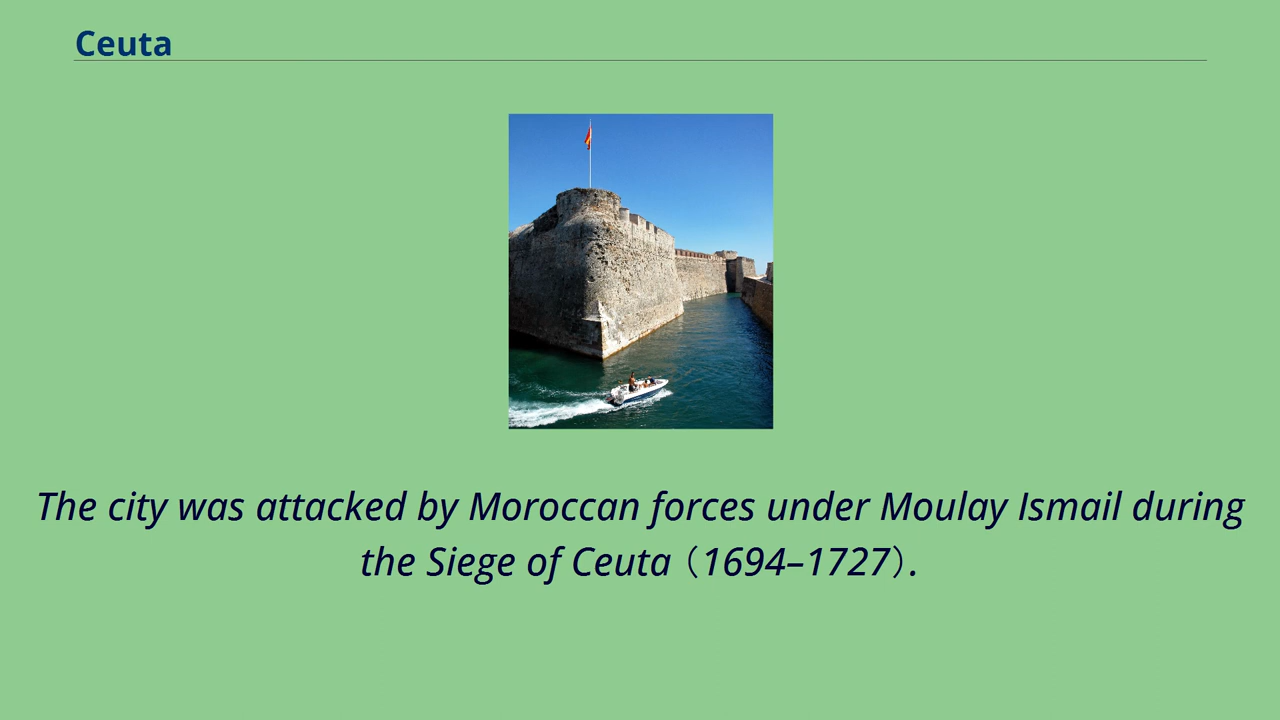 Ceuta
The city was attacked by Moroccan forces under Moulay Ismail during
the Siege of Ceuta（1694–1727）.